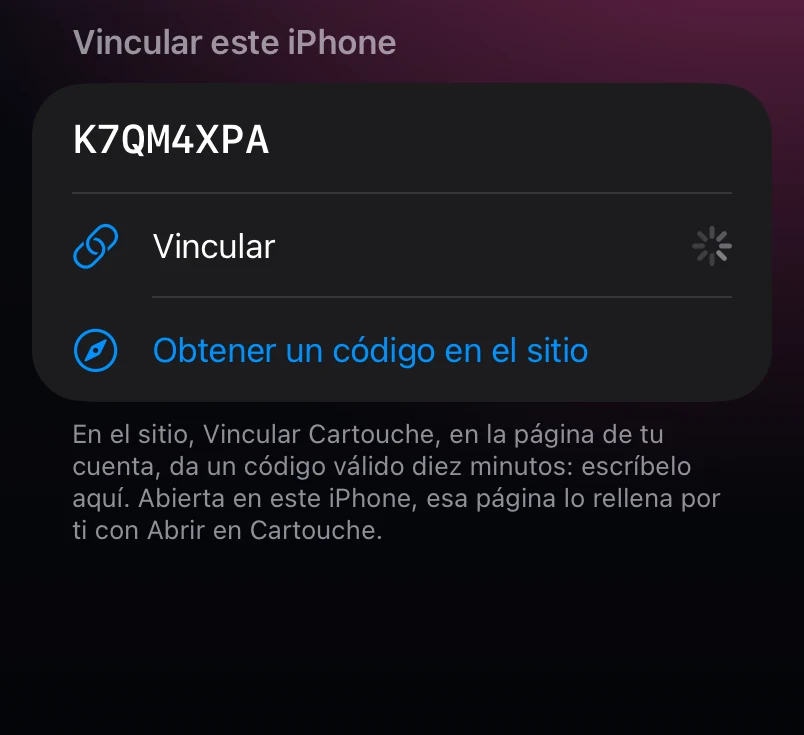 Vincular este iPhone
K7QM4XPA
Vincular
Obtener un código en el sitio
En el sitio, Vincular Cartouche, en la página de tu
cuenta, da un código válido diez minutos: escríbelo
aquí. Abierta en este iPhone, esa página lo rellena por
ti con Abrir en Cartouche.